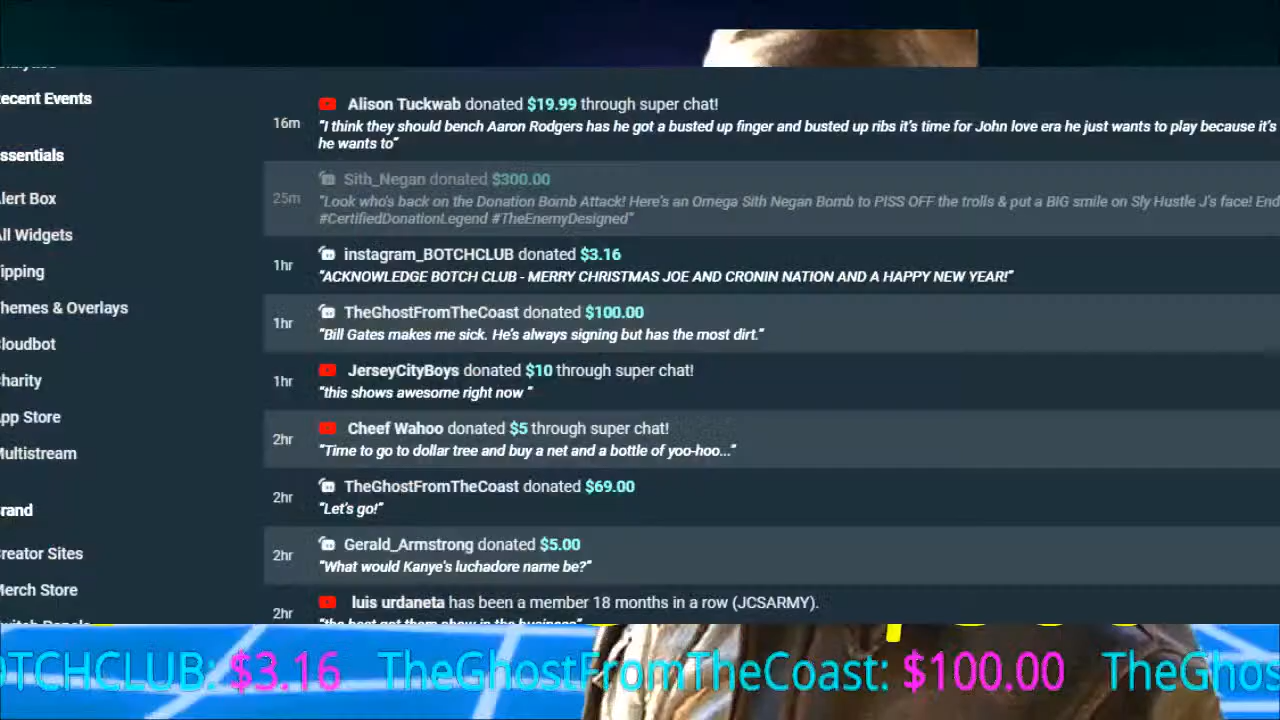 ecent Events
ssentials
lert Box
ll Widgets
ipping
hemes & Overlays
loudbot
harity
pp Store
ultistream
rand
reator Sites
erch Store
Alison Tuckwab donated $19.99 through super chat!
16m
"I think they should bench Aaron Rodgers has he got a busted up finger and busted up ribs it's time for John love era he just wants to play because it's
he wants to"
Sith_Negan donated $300.00
25m
"Look who's back on the Donation Bomb Attack! Here's an Omega Sith Negan Bomb to PISS OFF the trolls & put a BIG smile on Sly Hustle J's face! End
#CertifiedDonationLegend #TheEnemyDesigned"
instagram_BOTCHCLUB donated $3.16
1hr
"ACKNOWLEDGE BOTCH CLUB - MERRY CHRISTMAS JOE AND CRONIN NATION AND A HAPPY NEW YEAR!"
TheGhostFromTheCoast donated $100.00
1hr
"Bill Gates makes me sick. He's always signing but has the most dirt."
JerseyCityBoys donated $10 through super chat!
1hr
"this shows awesome right now "
Cheef Wahoo donated $5 through super chat!
2hr
"Time to go to dollar tree and buy a net and a bottle of yoo-hoo..."
TheGhostFromTheCoast donated $69.00
2hr
"Let's go!"
Gerald_Armstrong donated $5.00
2hr
"What would Kanye's luchadore name be?"
luis urdaneta has been a member 18 months in a row (JCSARMY).
2hr
"the best got them show in the business"
OTCHCLUB: $3.16 TheGhostFromTheCoast: $100.00 TheGhos